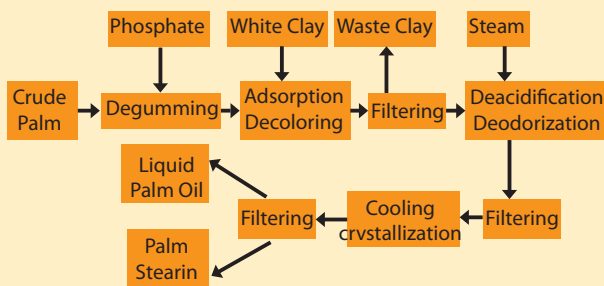 Phosphate
White Clay
Waste Clay
Steam
Crude
Palm
Degumming
Adsorption
Decoloring
Filtering
Deacidification
Deodorization
Liquid
Palm Oil
Filtering
Cooling
crvstallization
Filtering
Palm
Stearin